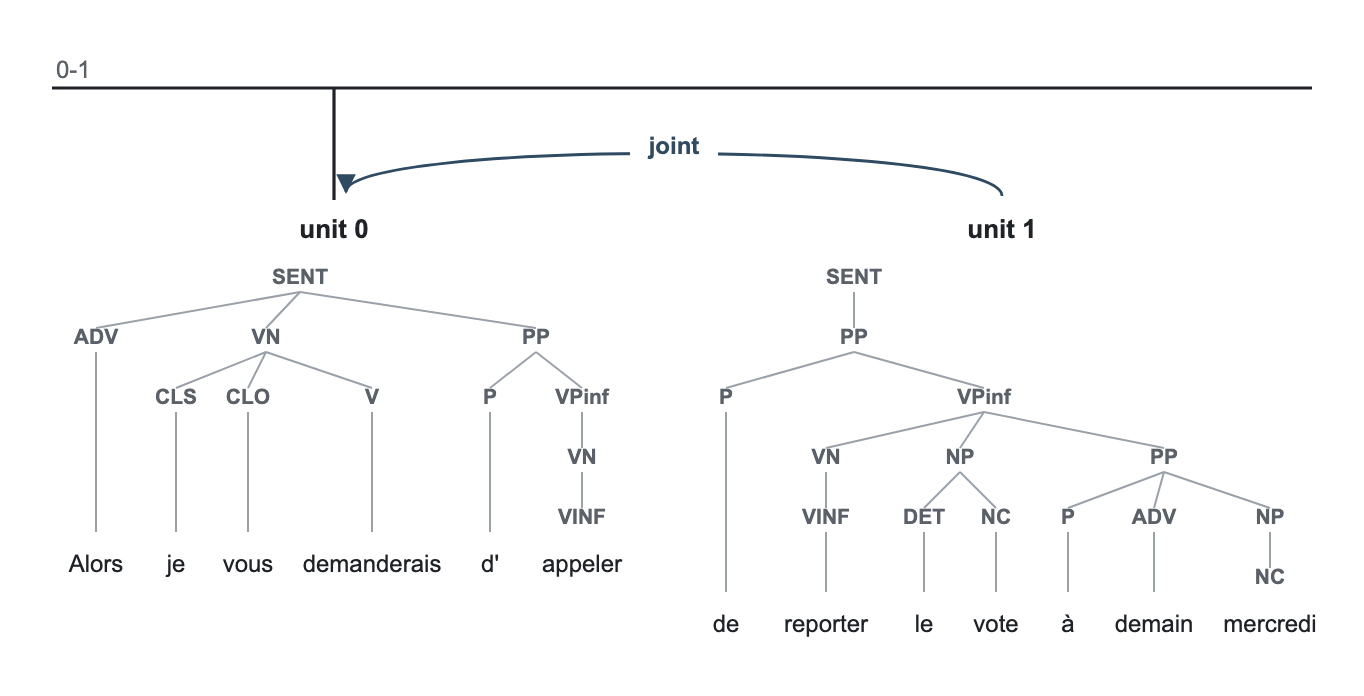 0-1
joint
unit 0 unit 1
SENT SENT
ADV VN PP PP
CLS CLO V P VPinf P VPinf
VN VN NP PP
VINF VINF DET NC P ADV NP
Alors je vous demanderais d' appeler NC
de reporter le vote à demain mercredi